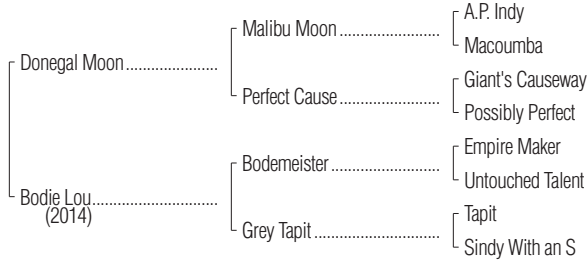 Donegal Moon
Bodie Lou
(2014)
Malibu Moon
Perfect Cause
Bodemeister
Grey Tapit
A.P. Indy
Macoumba
Giant's Causeway
Possibly Perfect
Empire Maker
Untouched Talent
Tapit
Sindy With an S